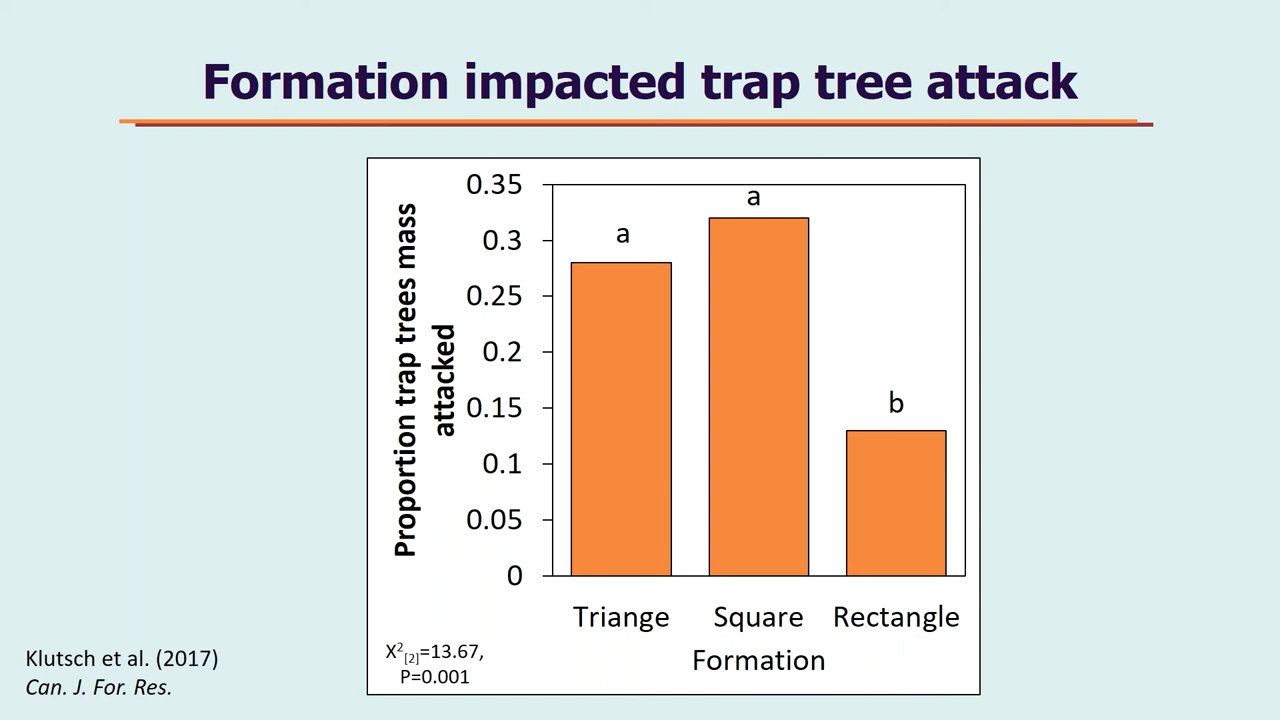 Formation impacted trap tree attack
Proportion trap trees mass
attacked
0.35
0.3
0.25
0.2
0.15
0.1
0.05
0
a
a
b
Triange Square Rectangle
Formation
X²[2]=13.67,
P=0.001
Klutsch et al. (2017)
Can. J. For. Res.